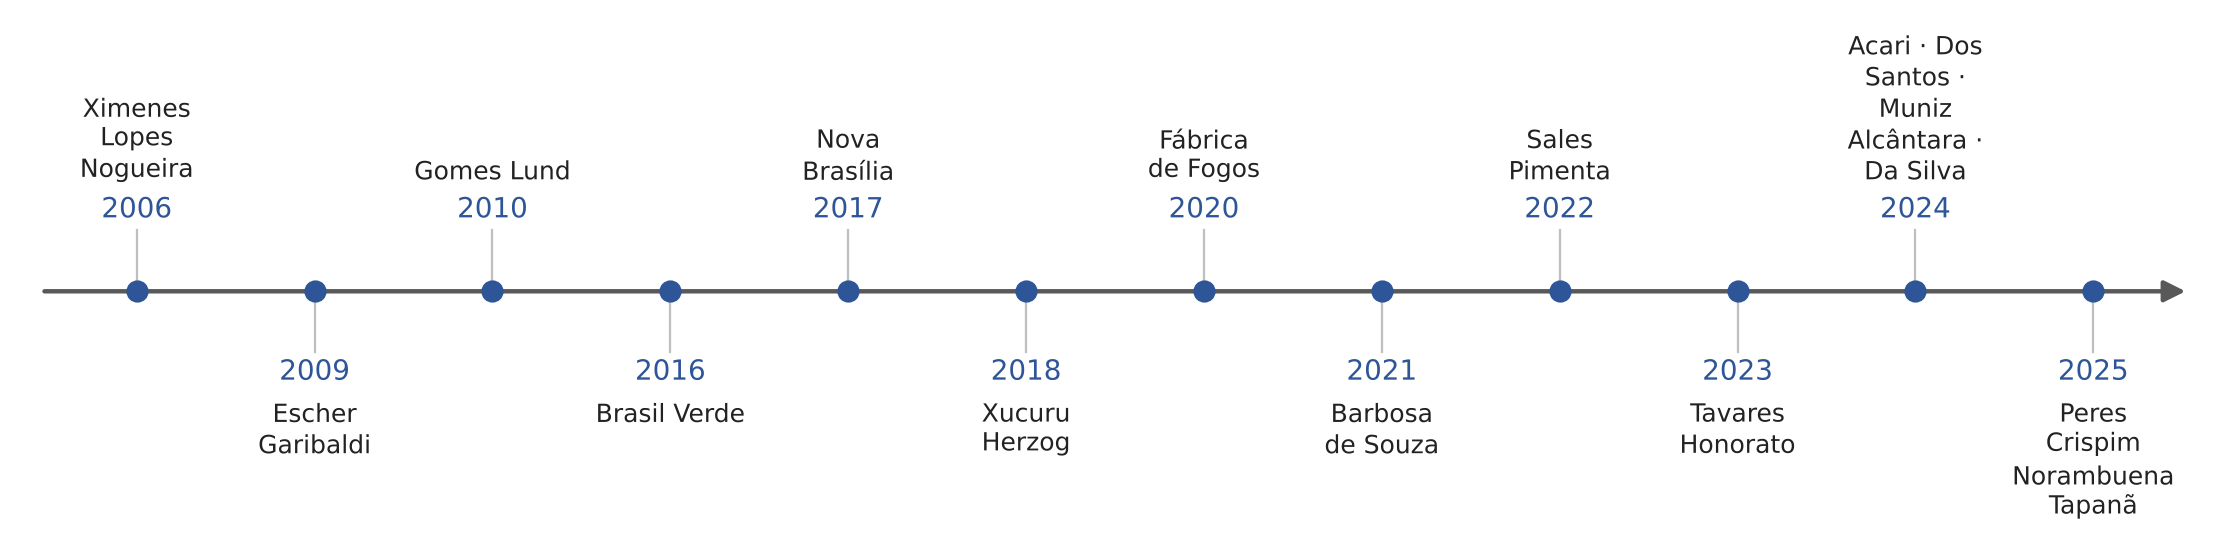 Ximenes
Lopes
Nogueira
2006
2009
Escher
Garibaldi
Gomes Lund
2010
2016
Brasil Verde
Nova
Brasília
2017
2018
Xucuru
Herzog
Fábrica
de Fogos
2020
2021
Barbosa
de Souza
Sales
Pimenta
2022
2023
Tavares
Honorato
Acari · Dos
Santos ·
Muniz
Alcântara ·
Da Silva
2024
2025
Peres
Crispim
Norambuena
Tapanã